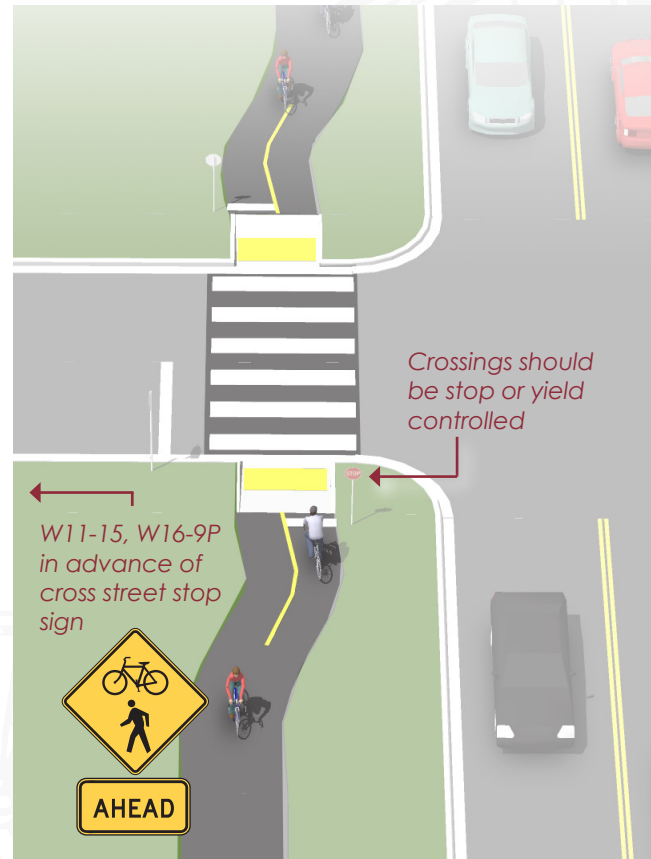 Crossings should
be stop or yield
controlled
STOP
W11-15, W16-9P
in advance of
cross street stop
sign
AHEAD